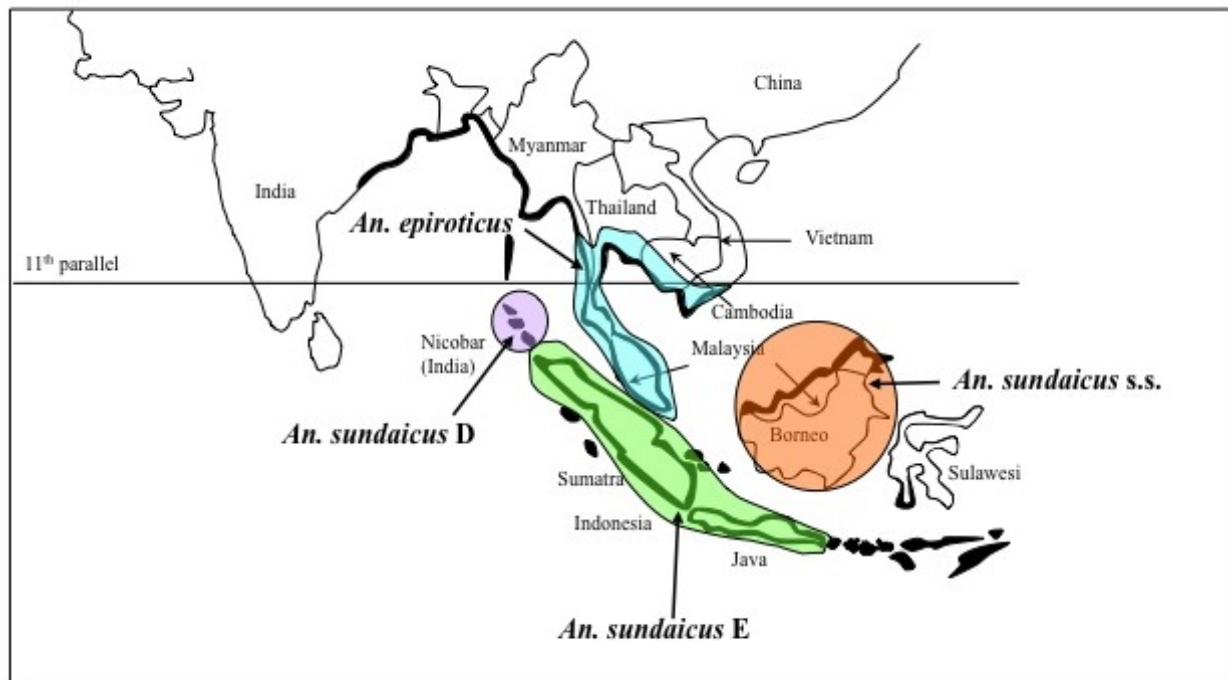 China
Myanmar
India
Thailand
An. epiroticus
Vietnam
11th parallel
Cambodia
Nicobar
(India)
Malaysia
An. sundaicus s.s.
An. sundaicus D
Borneo
Sumatra
Sulawesi
Indonesia
Java
An. sundaicus E